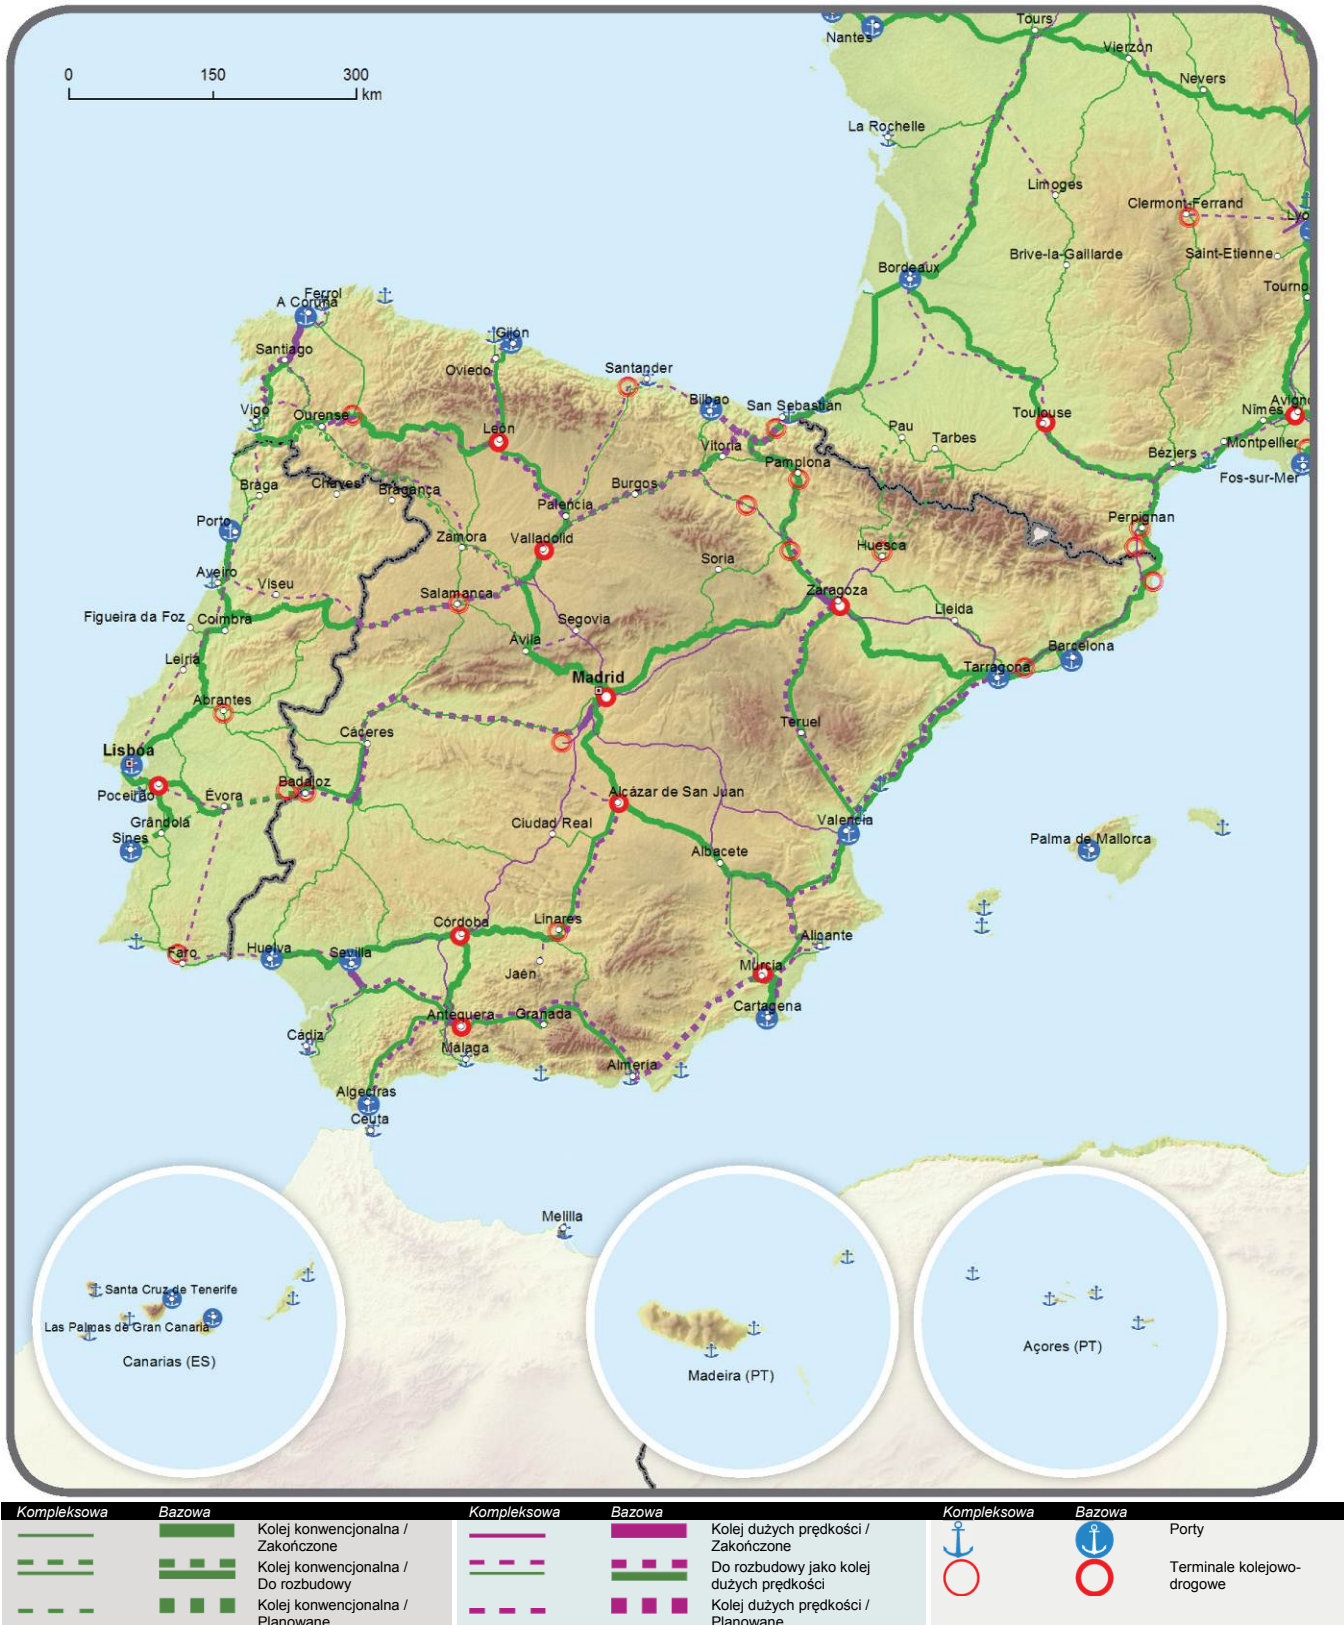 Tours
Nantes
Vierzon
0 150 300
km
Nevers
La Rochelle
Limoges
Clermont-Ferrand
Brive-la-Gaillarde
Saint-Etienne
Bordeaux
Ferrol
A Coruña
Gijón
Santiago
Oviedo
Santander
Bilbao
San Sebastián
Vigo
Ourense
León
Toulouse
Nîmes
Pau
Tarbes
Montpellier
Vitoria
Pamplona
Béziers
Fos-sur-Mer
Braga
Chaves
Bragança
Burgos
Palencia
Porto
Perpignan
Zamora
Valladolid
Huesca
Soria
Aveiro
Viseu
Salamanca
Zaragoza
Lleida
Figueira da Foz
Coimbra
Segovia
Ávila
Barcelona
Leiria
Tarragona
Madrid
Abrantes
Teruel
Cáceres
Lisbôa
Badajoz
Poceirão
Évora
Alcázar de San Juan
Grândola
Ciudad Real
Valencia
Sines
Palma de Mallorca
Albacete
Córdoba
Linares
Alicante
Faro
Huelva
Sevilla
Jaén
Murcia
Cartagena
Antequera
Granada
Cádiz
Málaga
Almería
Algeciras
Ceuta
Melilla
Santa Cruz de Tenerife
Las Palmas de Gran Canaria
Canarias (ES)
Madeira (PT)
Açores (PT)
Kompleksowa Bazowa Kompleksowa Bazowa Kompleksowa Bazowa
Kolej konwencjonalna /
Zakończone
Kolej konwencjonalna /
Do rozbudowy
Kolej konwencjonalna /
Planowane
Kolej dużych prędkości /
Zakończone
Do rozbudowy jako kolej
dużych prędkości
Kolej dużych prędkości /
Planowane
Porty
Terminale kolejowo-
drogowe